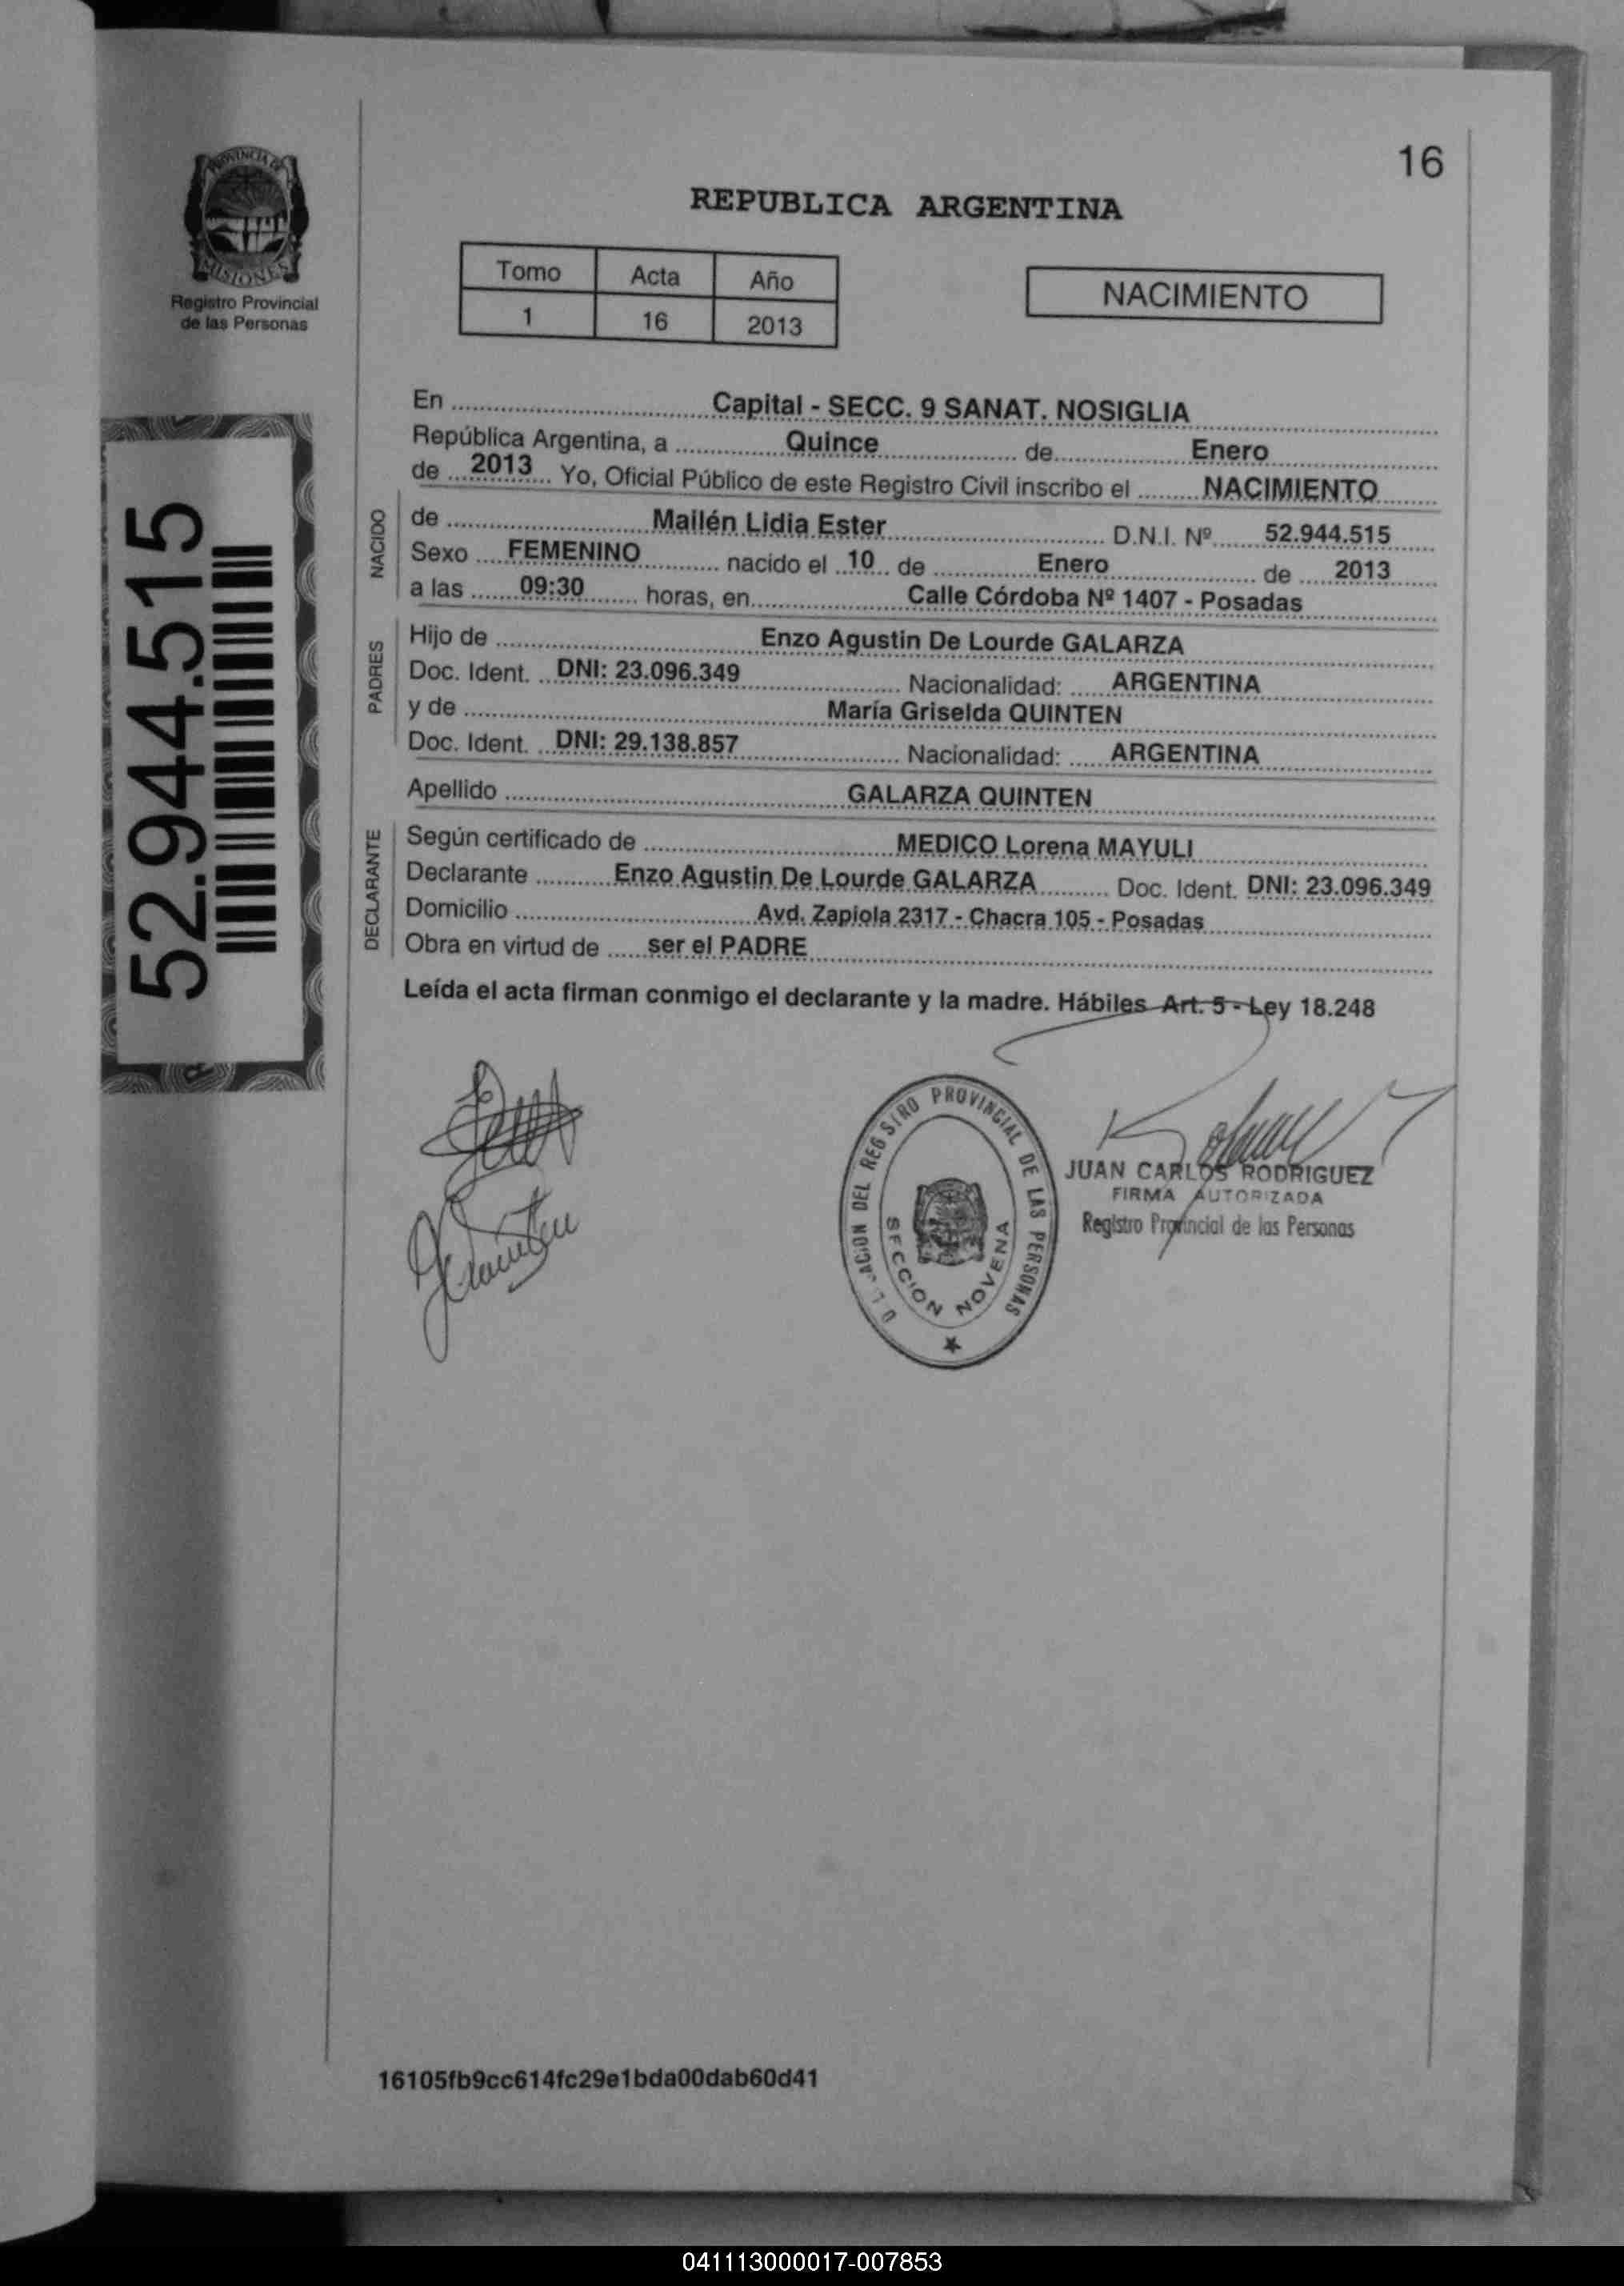 16
PROVINCIA DE
MISIONES
Registro Provincial
de las Personas
REPUBLICA ARGENTINA
Tomo Acta Año
1 16 2013
NACIMIENTO
52.944.515
En Capital - SECC. 9 SANAT. NOSIGLIA
República Argentina, a Quince de Enero
de 2013 Yo, Oficial Público de este Registro Civil inscribo el NACIMIENTO
NACIDO
de Mailén Lidia Ester D.N.I. Nº 52.944.515
Sexo FEMENINO nacido el 10 de Enero de 2013
a las 09:30 horas, en Calle Córdoba Nº 1407 - Posadas
PADRES
Hijo de Enzo Agustin De Lourde GALARZA
Doc. Ident. DNI: 23.096.349 Nacionalidad: ARGENTINA
y de María Griselda QUINTEN
Doc. Ident. DNI: 29.138.857 Nacionalidad: ARGENTINA
Apellido GALARZA QUINTEN
DECLARANTE
Según certificado de MEDICO Lorena MAYULI
Declarante Enzo Agustin De Lourde GALARZA Doc. Ident. DNI: 23.096.349
Domicilio Avd. Zapiola 2317 - Chacra 105 - Posadas
Obra en virtud de ser el PADRE
Leída el acta firman conmigo el declarante y la madre. Hábiles Art. 5 - Ley 18.248
DEL REGSIRO PROVINCIAL DE LAS PERSONAS
SECCION NOVENA
JUAN CARLOS RODRIGUEZ
FIRMA AUTORIZADA
Registro Provincial de las Personas
16105fb9cc614fc29e1bda00dab60d41
041113000017-007853